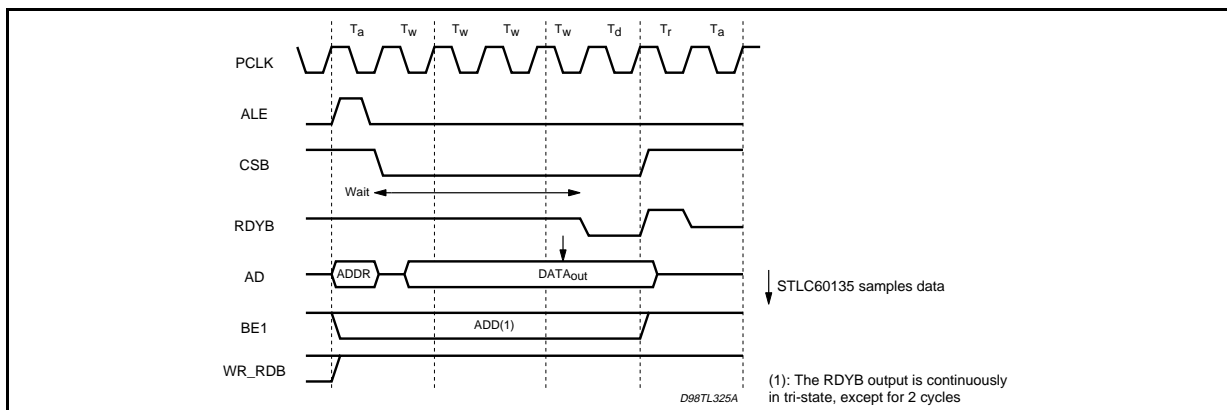 Ta Tw Tw Tw Tw Td Tr Ta
PCLK
ALE
CSB
Wait
RDYB
AD
ADDR
DATAout
STLC60135 samples data
BE1
ADD(1)
WR_RDB
(1): The RDYB output is continuously
in tri-state, except for 2 cycles
D98TL325A